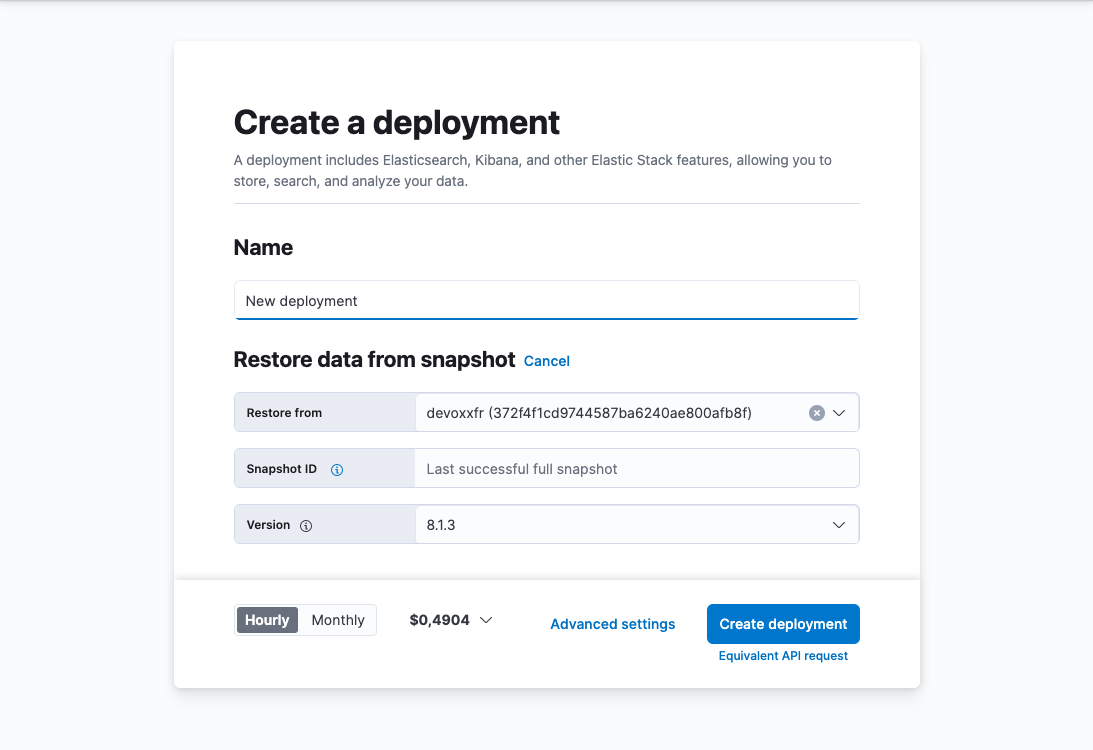 Create a deployment
A deployment includes Elasticsearch, Kibana, and other Elastic Stack features, allowing you to
store, search, and analyze your data.
Name
New deployment
Restore data from snapshot Cancel
Restore from devoxxfr (372f4f1cd9744587ba6240ae800afb8f)
Snapshot ID Last successful full snapshot
Version 8.1.3
Hourly Monthly $0,4904 Advanced settings Create deployment
Equivalent API request